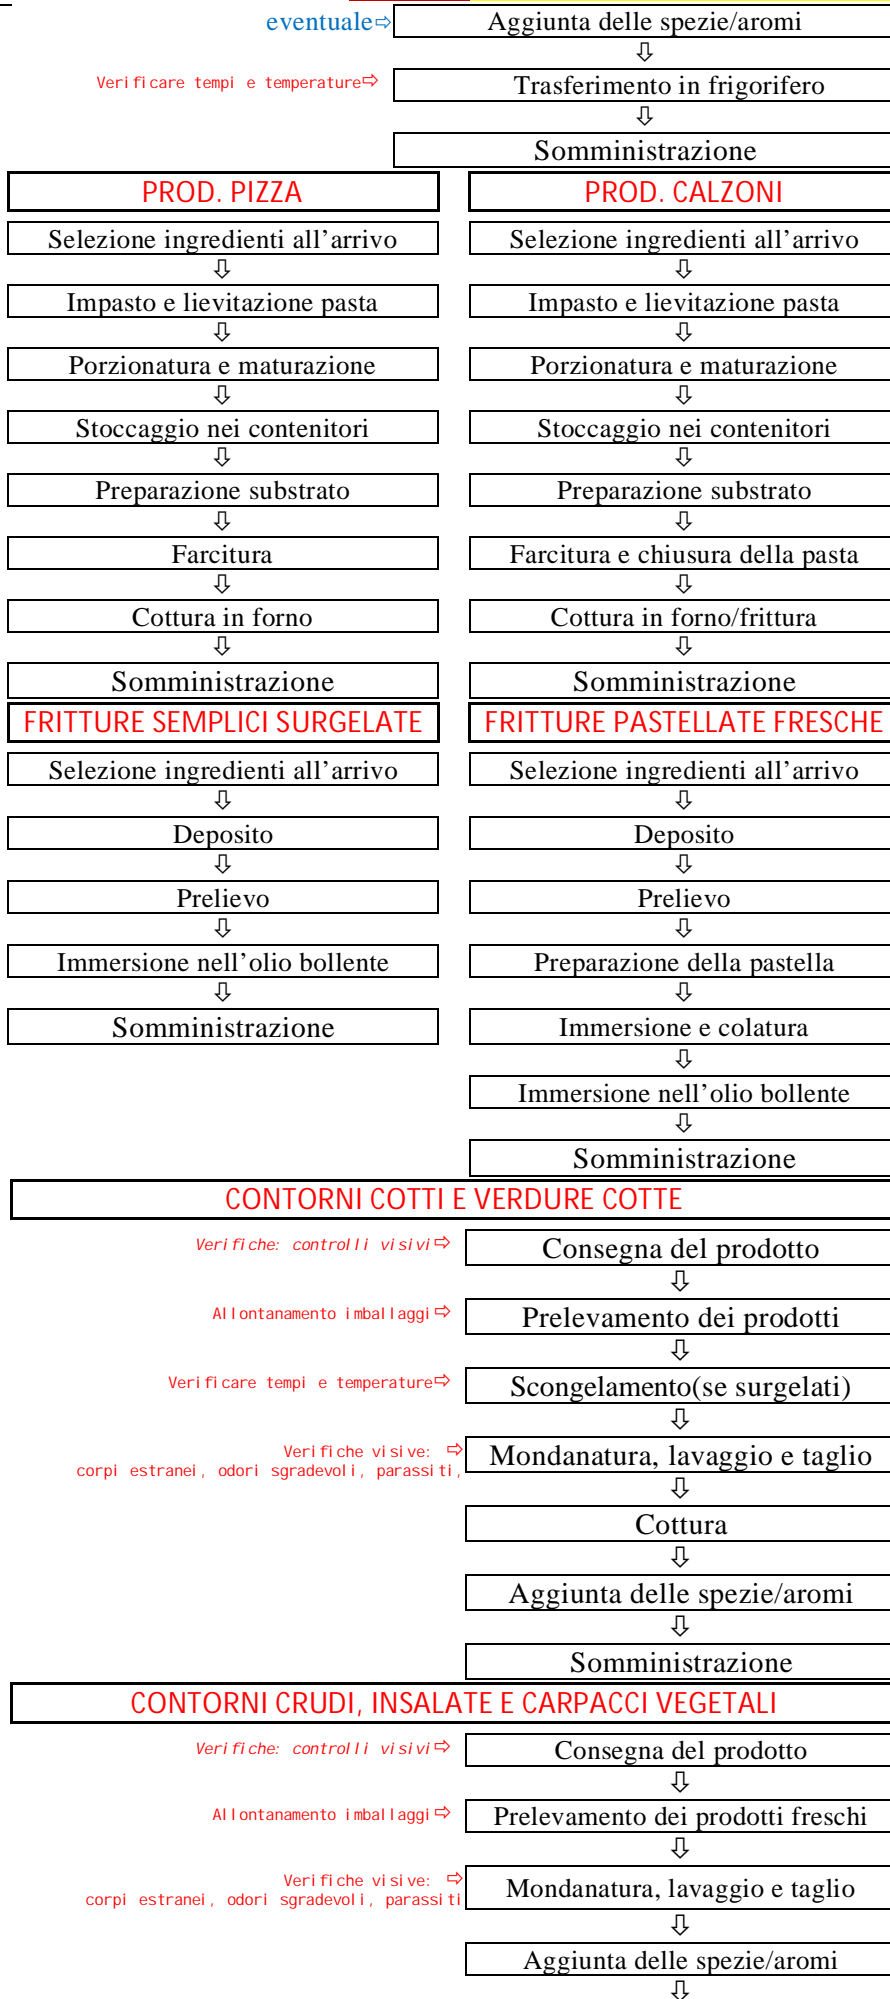 eventuale⇨ Aggiunta delle spezie/aromi
⇩
Verificare tempi e temperature⇨ Trasferimento in frigorifero
⇩
Somministrazione
PROD. PIZZA
Selezione ingredienti all’arrivo
⇩
Impasto e lievitazione pasta
⇩
Porzionatura e maturazione
⇩
Stoccaggio nei contenitori
⇩
Preparazione substrato
⇩
Farcitura
⇩
Cottura in forno
⇩
Somministrazione
PROD. CALZONI
Selezione ingredienti all’arrivo
⇩
Impasto e lievitazione pasta
⇩
Porzionatura e maturazione
⇩
Stoccaggio nei contenitori
⇩
Preparazione substrato
⇩
Farcitura e chiusura della pasta
⇩
Cottura in forno/frittura
⇩
Somministrazione
FRITTURE SEMPLICI SURGELATE
Selezione ingredienti all’arrivo
⇩
Deposito
⇩
Prelievo
⇩
Immersione nell’olio bollente
⇩
Somministrazione
FRITTURE PASTELLATE FRESCHE
Selezione ingredienti all’arrivo
⇩
Deposito
⇩
Prelievo
⇩
Preparazione della pastella
⇩
Immersione e colatura
⇩
Immersione nell’olio bollente
⇩
Somministrazione
CONTORNI COTTI E VERDURE COTTE
Verifiche: controlli visivi⇨ Consegna del prodotto
⇩
Allontanamento imballaggi⇨ Prelevamento dei prodotti
⇩
Verificare tempi e temperature⇨ Scongelamento(se surgelati)
⇩
Verifiche visive: ⇨
corpi estranei, odori sgradevoli, parassiti,
Mondanatura, lavaggio e taglio
⇩
Cottura
⇩
Aggiunta delle spezie/aromi
⇩
Somministrazione
CONTORNI CRUDI, INSALATE E CARPACCI VEGETALI
Verifiche: controlli visivi⇨ Consegna del prodotto
⇩
Allontanamento imballaggi⇨ Prelevamento dei prodotti freschi
⇩
Verifiche visive: ⇨
corpi estranei, odori sgradevoli, parassiti
Mondanatura, lavaggio e taglio
⇩
Aggiunta delle spezie/aromi
⇩